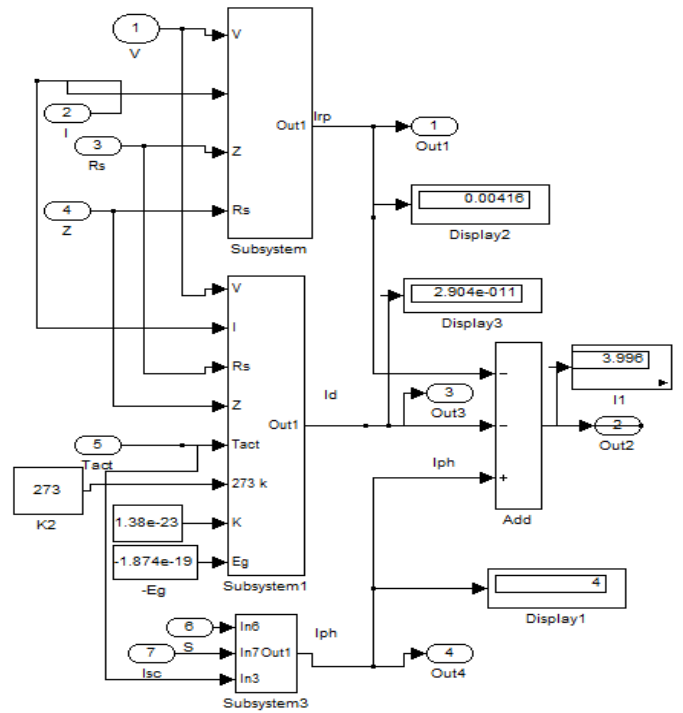 1
V
2
I
3
Rs
4
Z
V
Z
Rs
Out1
Subsystem
Irp
1
Out1
0.00416
Display2
2.904e-011
Display3
V
I
Rs
Z
Tact
273 k
K
Eg
Out1
Subsystem1
Id
3
Out3
3.996
I1
2
Out2
5
Tact
273
K2
1.38e-23
-1.874e-19
-Eg
Iph
Add
4
Display1
6
S
7
Isc
In6
In7
In3
Out1
Subsystem3
Iph
4
Out4